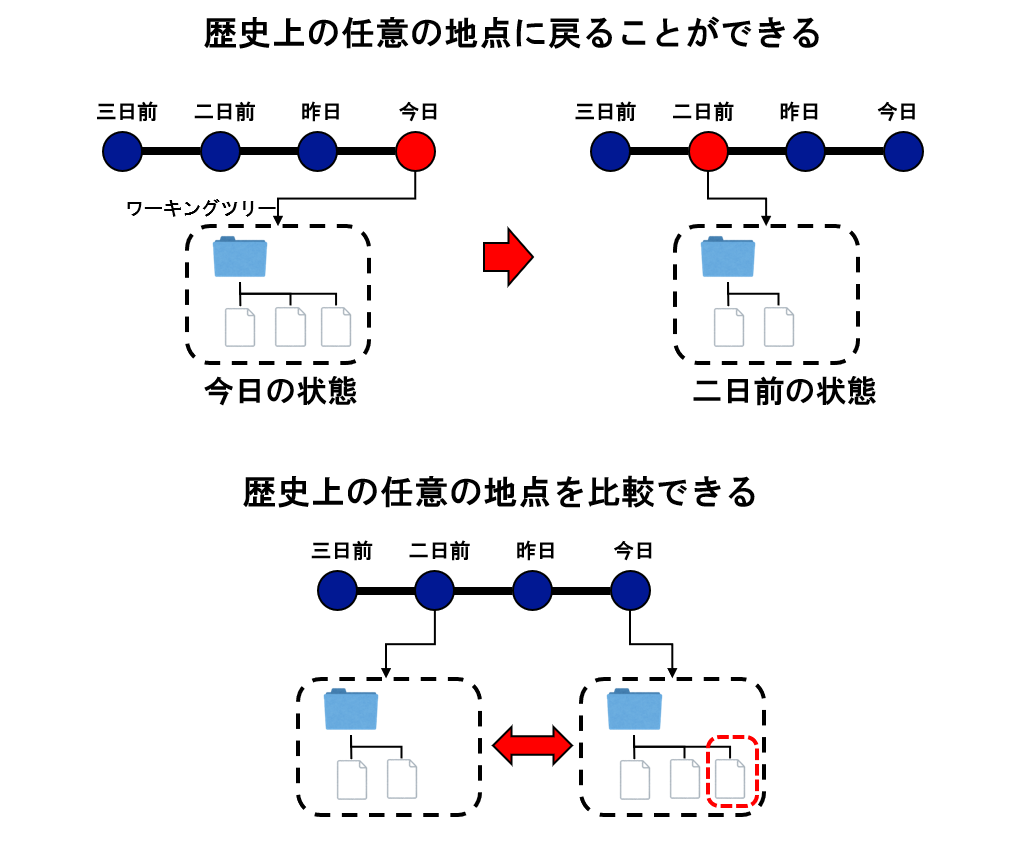 歴史上の任意の地点に戻ることができる
三日前 二日前 昨日 今日
三日前 二日前 昨日 今日
ワーキングツリー
今日の状態
二日前の状態
歴史上の任意の地点を比較できる
三日前 二日前 昨日 今日